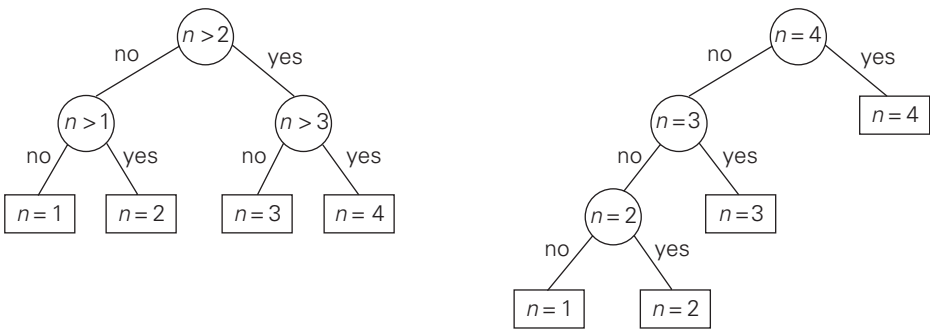 n > 2
no
yes
n > 1
n > 3
no
yes
no
yes
n = 1
n = 2
n = 3
n = 4
n = 4
no
yes
n = 4
n = 3
no
yes
n = 2
n = 3
no
yes
n = 1
n = 2